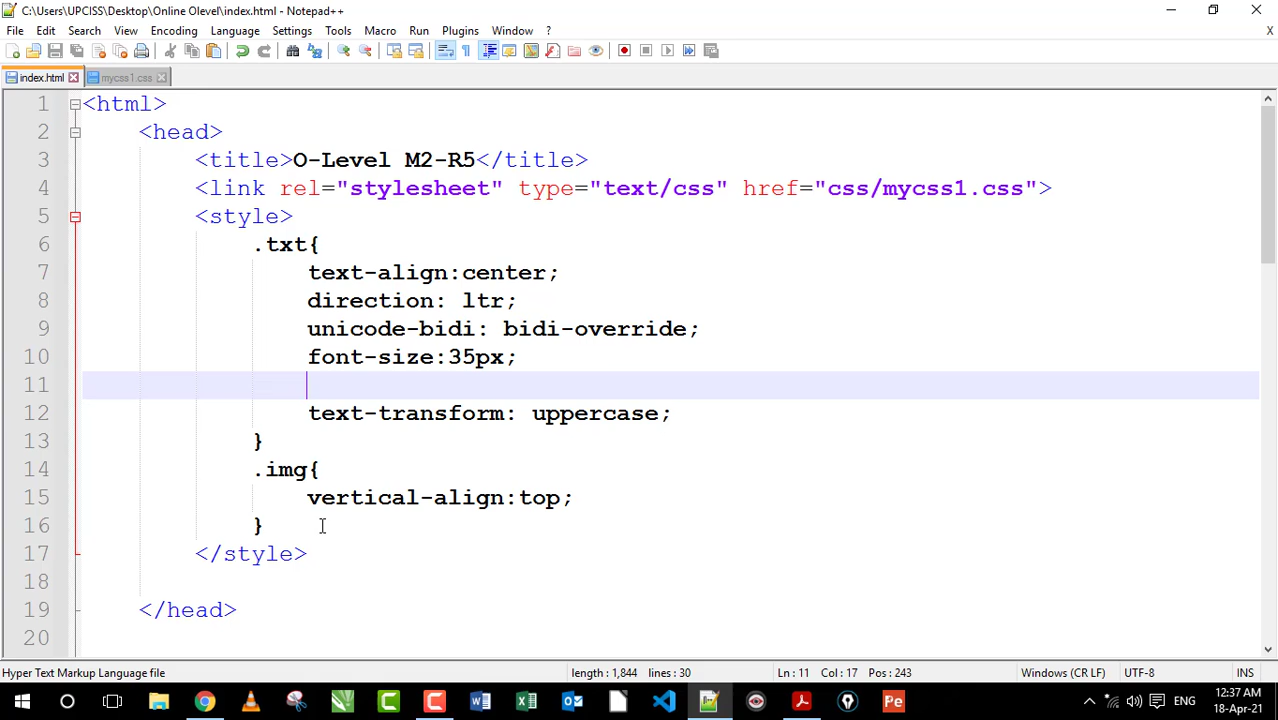 C:\Users\UPCISS\Desktop\Online Olevel\index.html - Notepad++
File Edit Search View Encoding Language Settings Tools Macro Run Plugins Window ? X
index.html mycss1.css
1 <html>
2 <head>
3 <title>O-Level M2-R5</title>
4 <link rel="stylesheet" type="text/css" href="css/mycss1.css">
5 <style>
6 .txt{
7 text-align:center;
8 direction: ltr;
9 unicode-bidi: bidi-override;
10 font-size:35px;
11
12 text-transform: uppercase;
13 }
14 .img{
15 vertical-align:top;
16 }
17 </style>
18
19 </head>
20
Hyper Text Markup Language file length : 1,844 lines : 30 Ln : 11 Col : 17 Pos : 243 Windows (CR LF) UTF-8 INS
ENG 12:37 AM
18-Apr-21
Pe